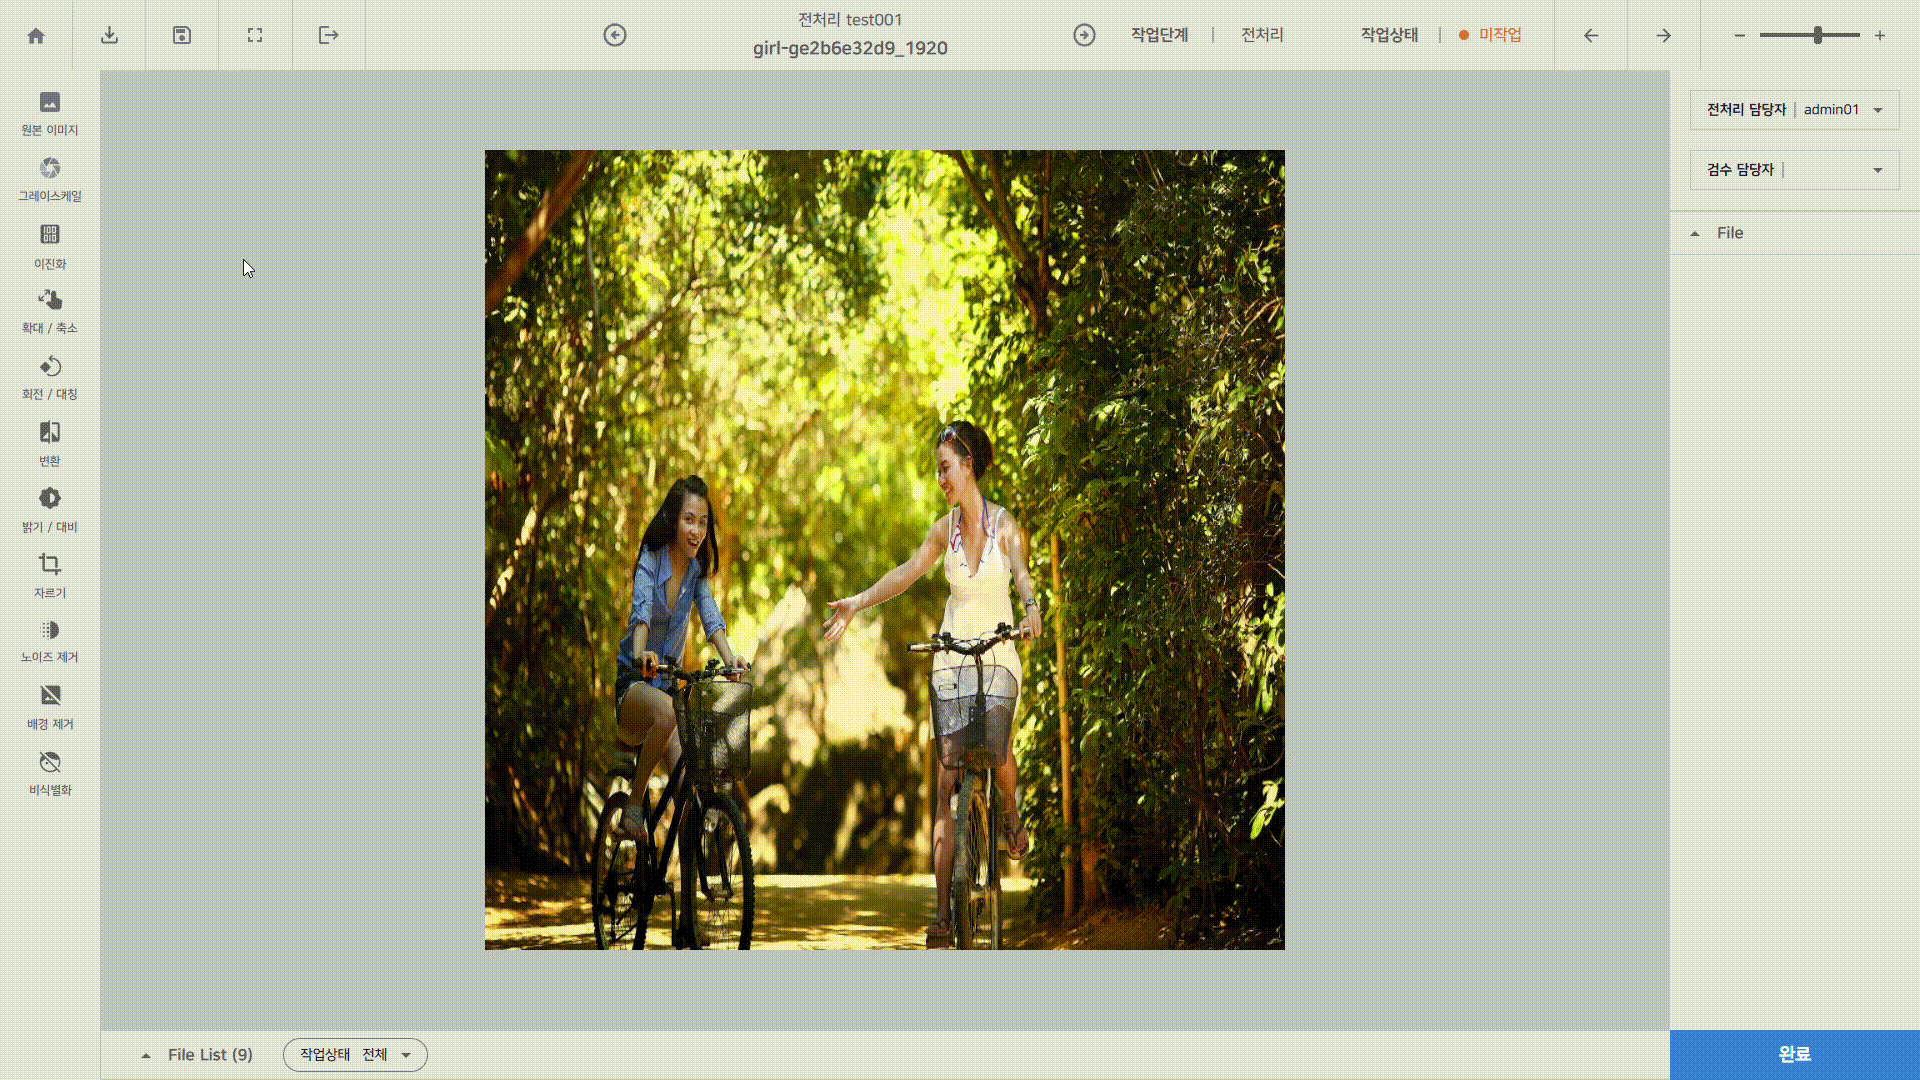 전처리 test001
girl-ge2b6e32d9_1920
작업단계 | 전처리
작업상태 | 미작업
원본 이미지
그레이스케일
이진화
확대 / 축소
회전 / 대칭
변환
밝기 / 대비
자르기
노이즈 제거
배경 제거
비식별화
전처리 담당자 | admin01
검수 담당자 |
File
File List (9)
작업상태 전체
완료